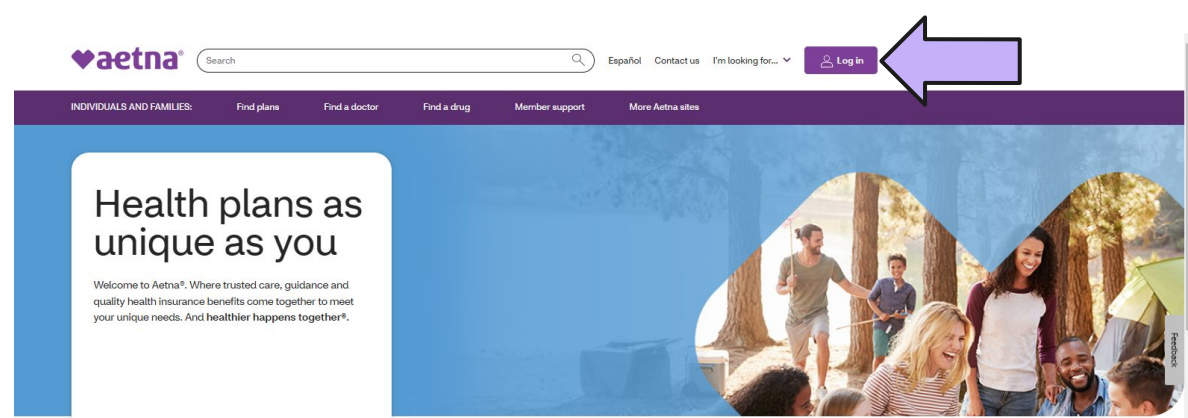 aetna®
Search
Español Contact us I'm looking for... Log in
INDIVIDUALS AND FAMILIES: Find plans Find a doctor Find a drug Member support More Aetna sites
Health plans as
unique as you
Welcome to Aetna®. Where trusted care, guidance and
quality health insurance benefits come together to meet
your unique needs. And healthier happens together®.
Feedback